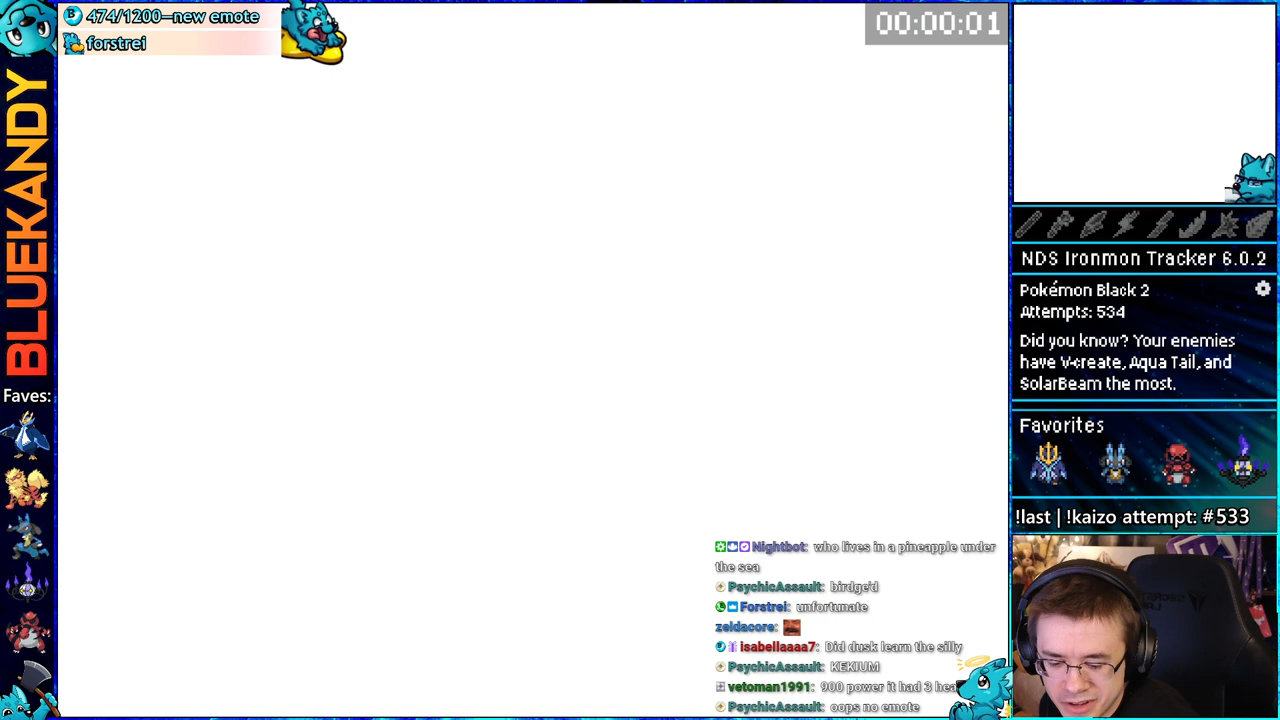 474/1200–new emote
forstrei
00:00:01
BLUEKANDY
Faves:
NDS Ironmon Tracker 6.0.2
Pokémon Black 2
Attempts: 534
Did you know? Your enemies
have V-create, Aqua Tail, and
SolarBeam the most.
Favorites
!last | !kaizo attempt: #533
Nightbot: who lives in a pineapple under
the sea
PsychicAssault: birdge'd
Forstrei: unfortunate
zeldacore:
isabellaaaa7: Did dusk learn the silly
PsychicAssault: KEKIUM
vetoman1991: 900 power it had 3 hea
PsychicAssault: oops no emote